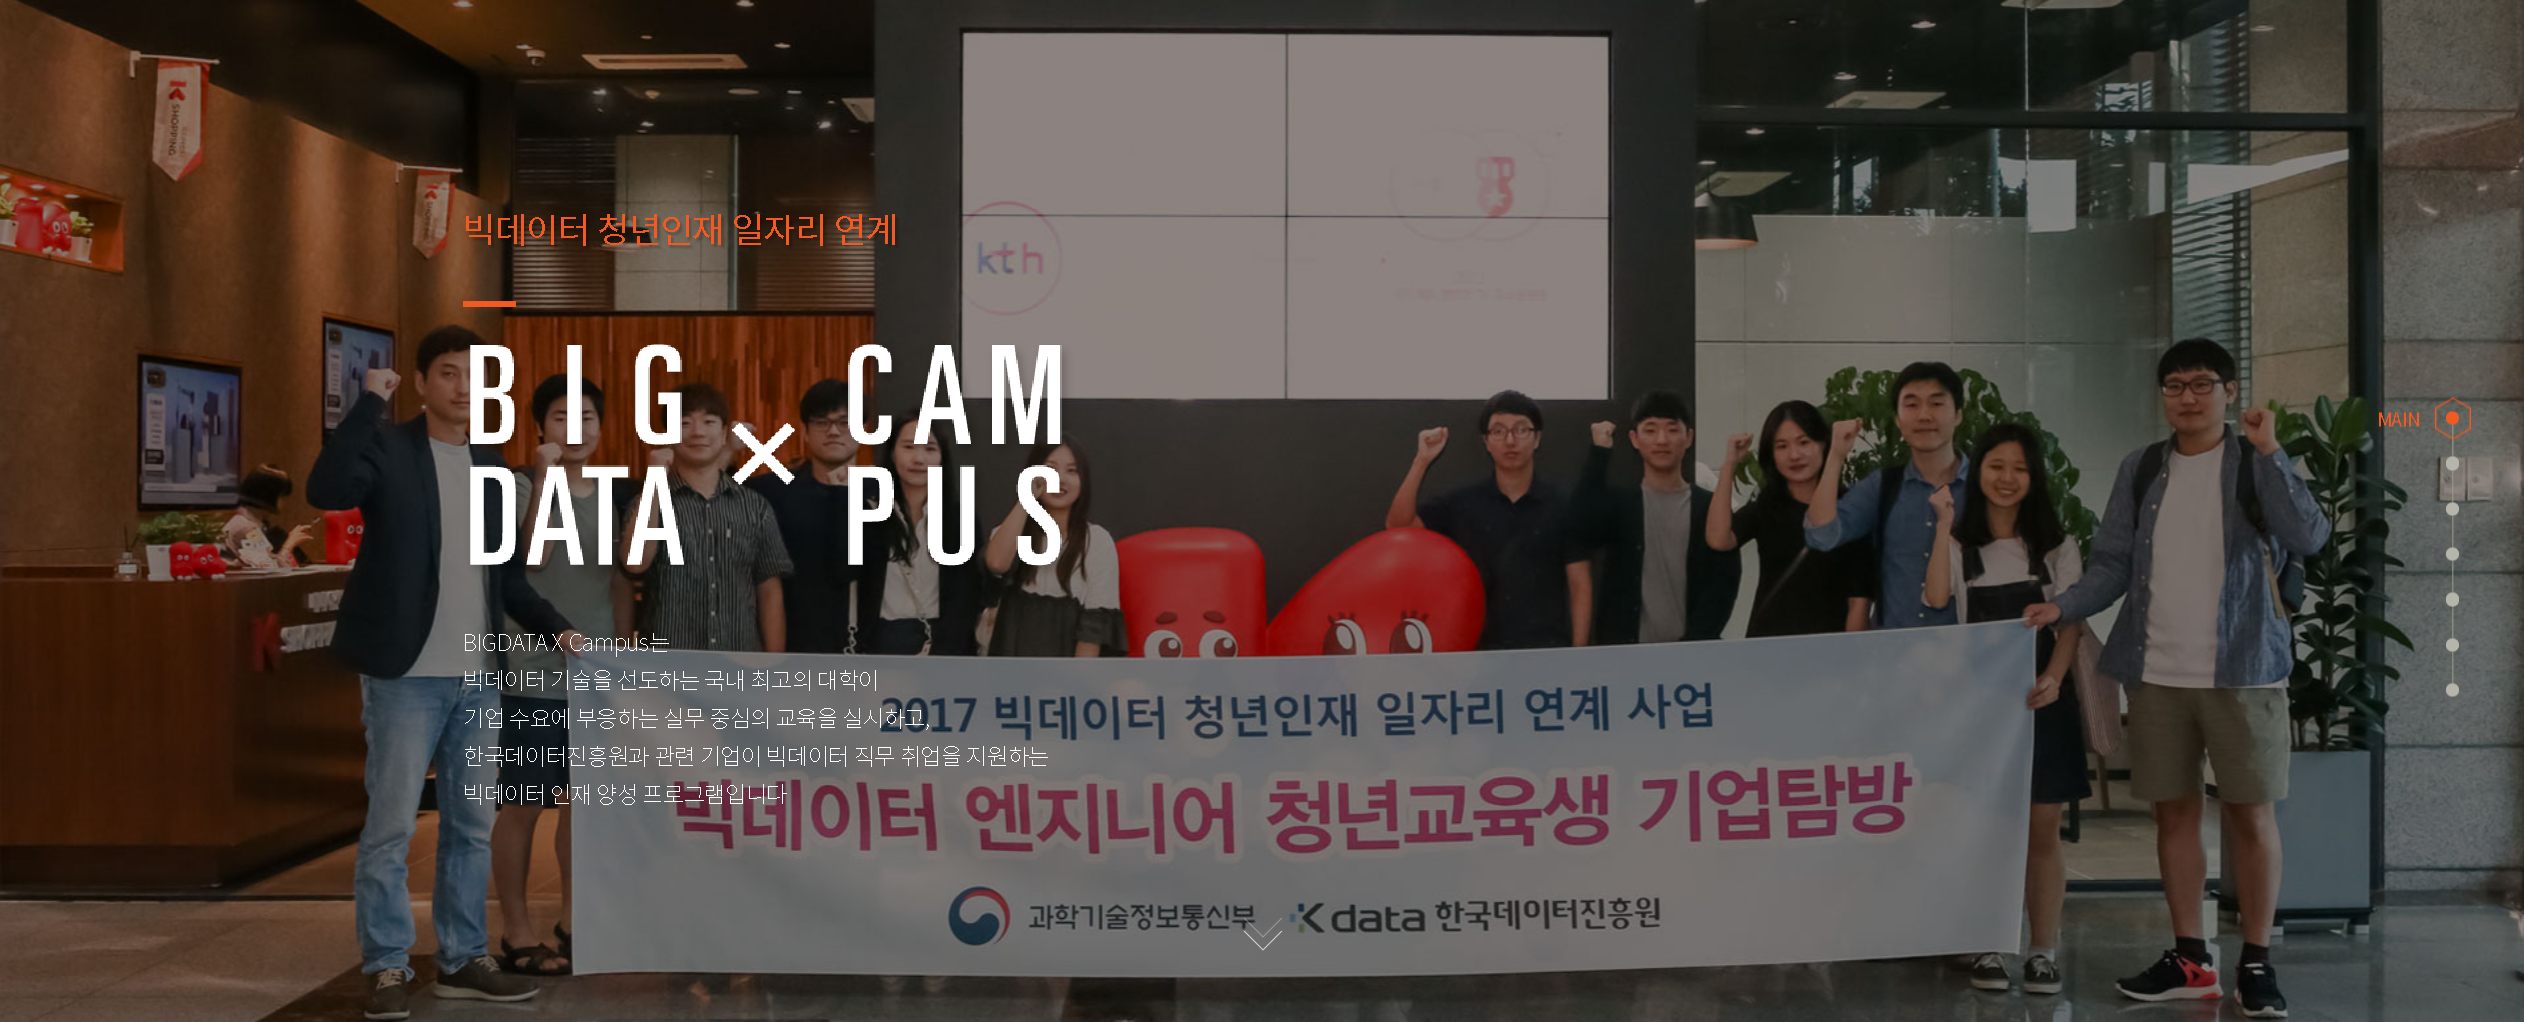 빅데이터 청년인재 일자리 연계
BIG
DATA
×
CAM
PUS
BIGDATA X Campus는
빅데이터 기술을 선도하는 국내 최고의 대학이
기업 수요에 부응하는 실무 중심의 교육을 실시하고,
한국데이터진흥원과 관련 기업이 빅데이터 직무 취업을 지원하는
빅데이터 인재 양성 프로그램입니다
MAIN
kth
K SHOPPING
K SHOPPING
2017 빅데이터 청년인재 일자리 연계 사업
빅데이터 엔지니어 청년교육생 기업탐방
과학기술정보통신부
Kdata 한국데이터진흥원